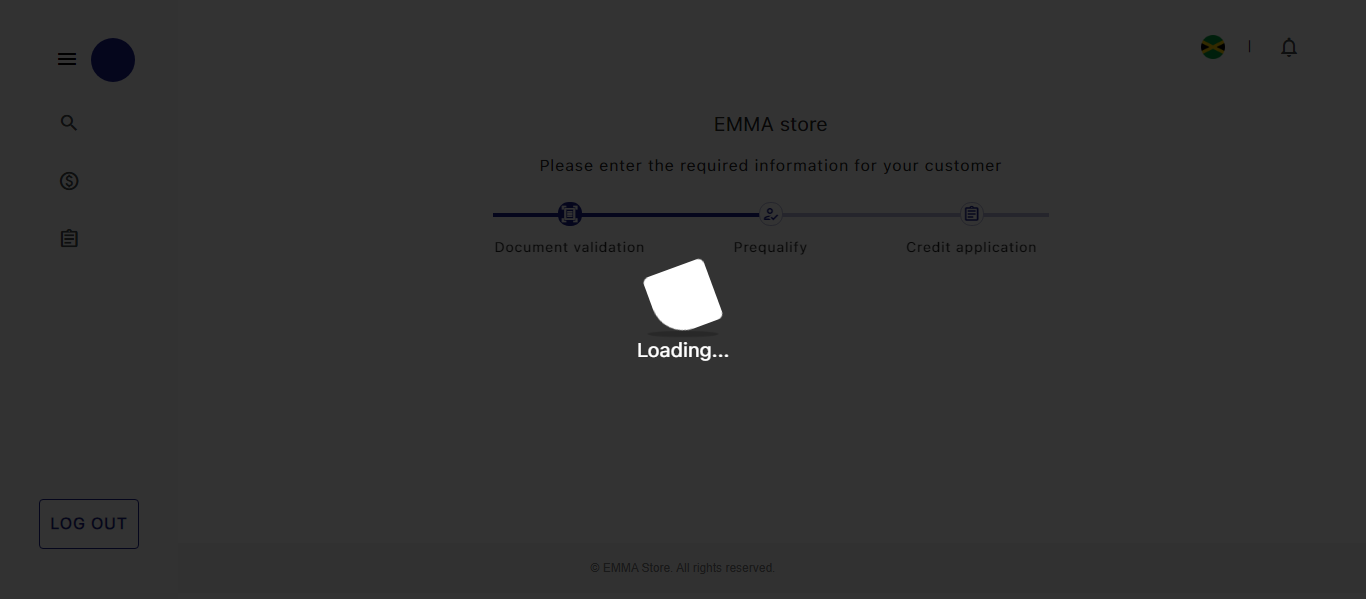 EMMA store
Please enter the required information for your customer
Document validation
Prequalify
Credit application
Loading...
LOG OUT
© EMMA Store. All rights reserved.